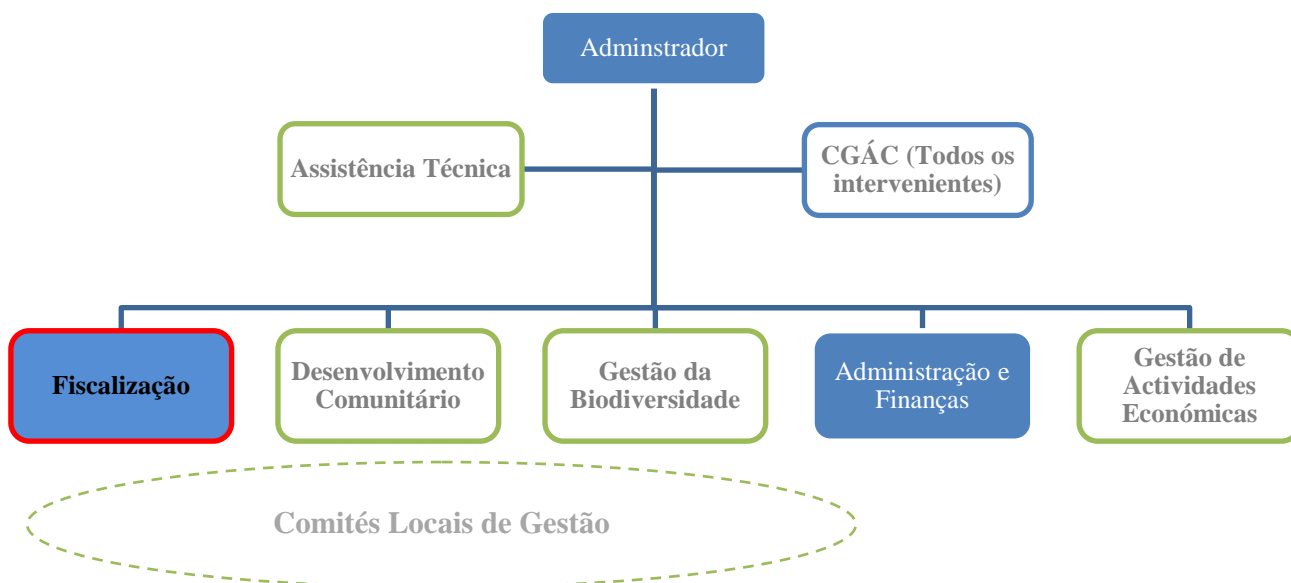 Adminstrador
Assistência Técnica
CGÁC (Todos os
intervenientes)
Fiscalização
Desenvolvimento
Comunitário
Gestão da
Biodiversidade
Administração e
Finanças
Gestão de
Actividades
Económicas
Comités Locais de Gestão